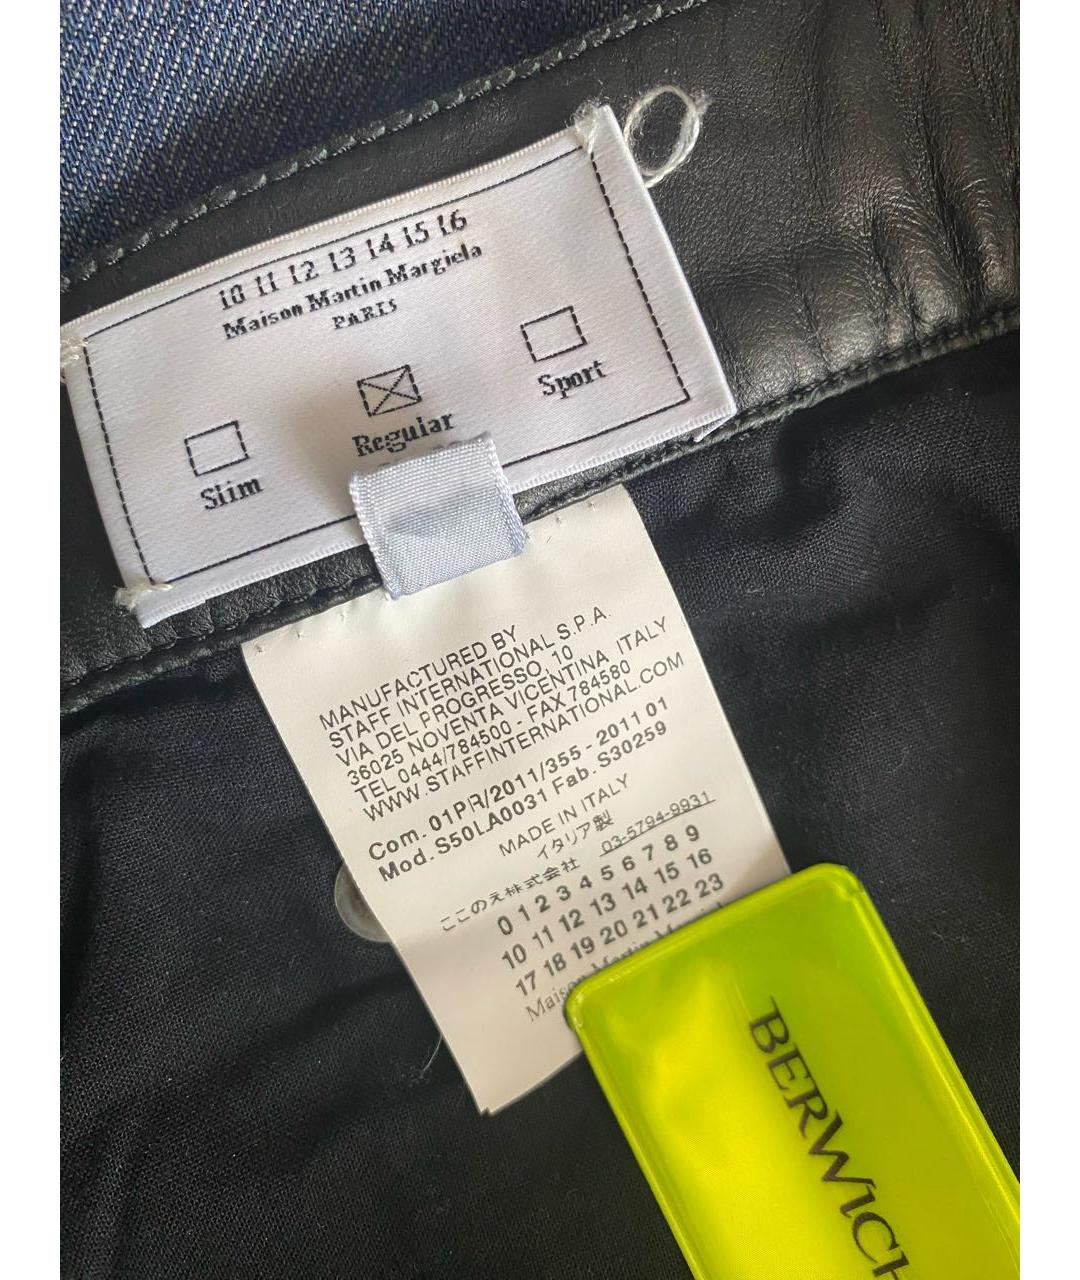 10 11 12 13 14 15 16
Maison Martin Margiela
PARIS
Slim
Regular
Sport
MANUFACTURED BY
STAFF INTERNATIONAL S.P.A.
VIA DEL PROGRESSO, 10
36025 NOVENTA VICENTINA ITALY
TEL 0444/784500 - FAX 784580
WWW.STAFFINTERNATIONAL.COM
Com. 01PR/2011/355 - 2011 01
Mod. S50LA0031 Fab. S30259
MADE IN ITALY
イタリア製
ここのえ株式会社 03-5794-9931
0 1 2 3 4 5 6 7 8 9
10 11 12 13 14 15 16
17 18 19 20 21 22 23
Maison Martin
BERWICH